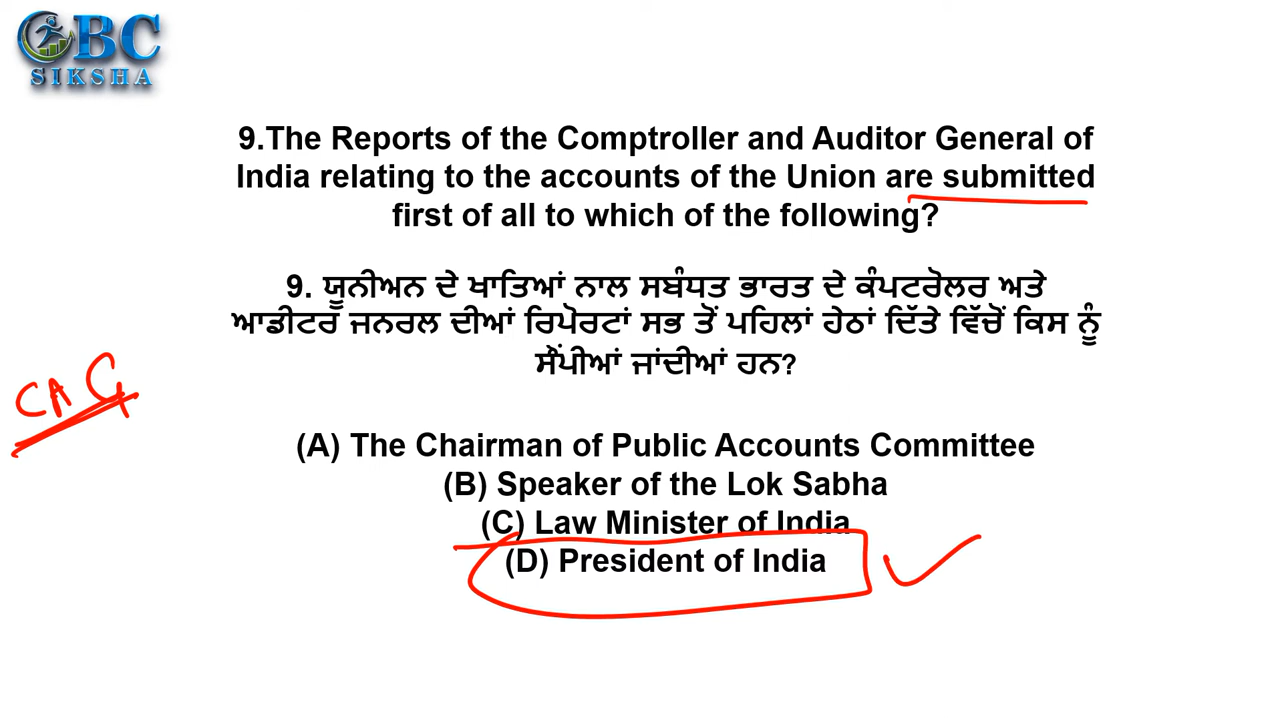 BC
SIKSHA
9.The Reports of the Comptroller and Auditor General of
India relating to the accounts of the Union are submitted
first of all to which of the following?
9. ਯੂਨੀਅਨ ਦੇ ਖਾਤਿਆਂ ਨਾਲ ਸਬੰਧਤ ਭਾਰਤ ਦੇ ਕੰਪਟਰੋਲਰ ਅਤੇ
ਆਡੀਟਰ ਜਨਰਲ ਦੀਆਂ ਰਿਪੋਰਟਾਂ ਸਭ ਤੋਂ ਪਹਿਲਾਂ ਹੇਠਾਂ ਦਿੱਤੇ ਵਿੱਚੋਂ ਕਿਸ ਨੂੰ
ਸੌਂਪੀਆਂ ਜਾਂਦੀਆਂ ਹਨ?
CAG
(A) The Chairman of Public Accounts Committee
(B) Speaker of the Lok Sabha
(C) Law Minister of India
(D) President of India